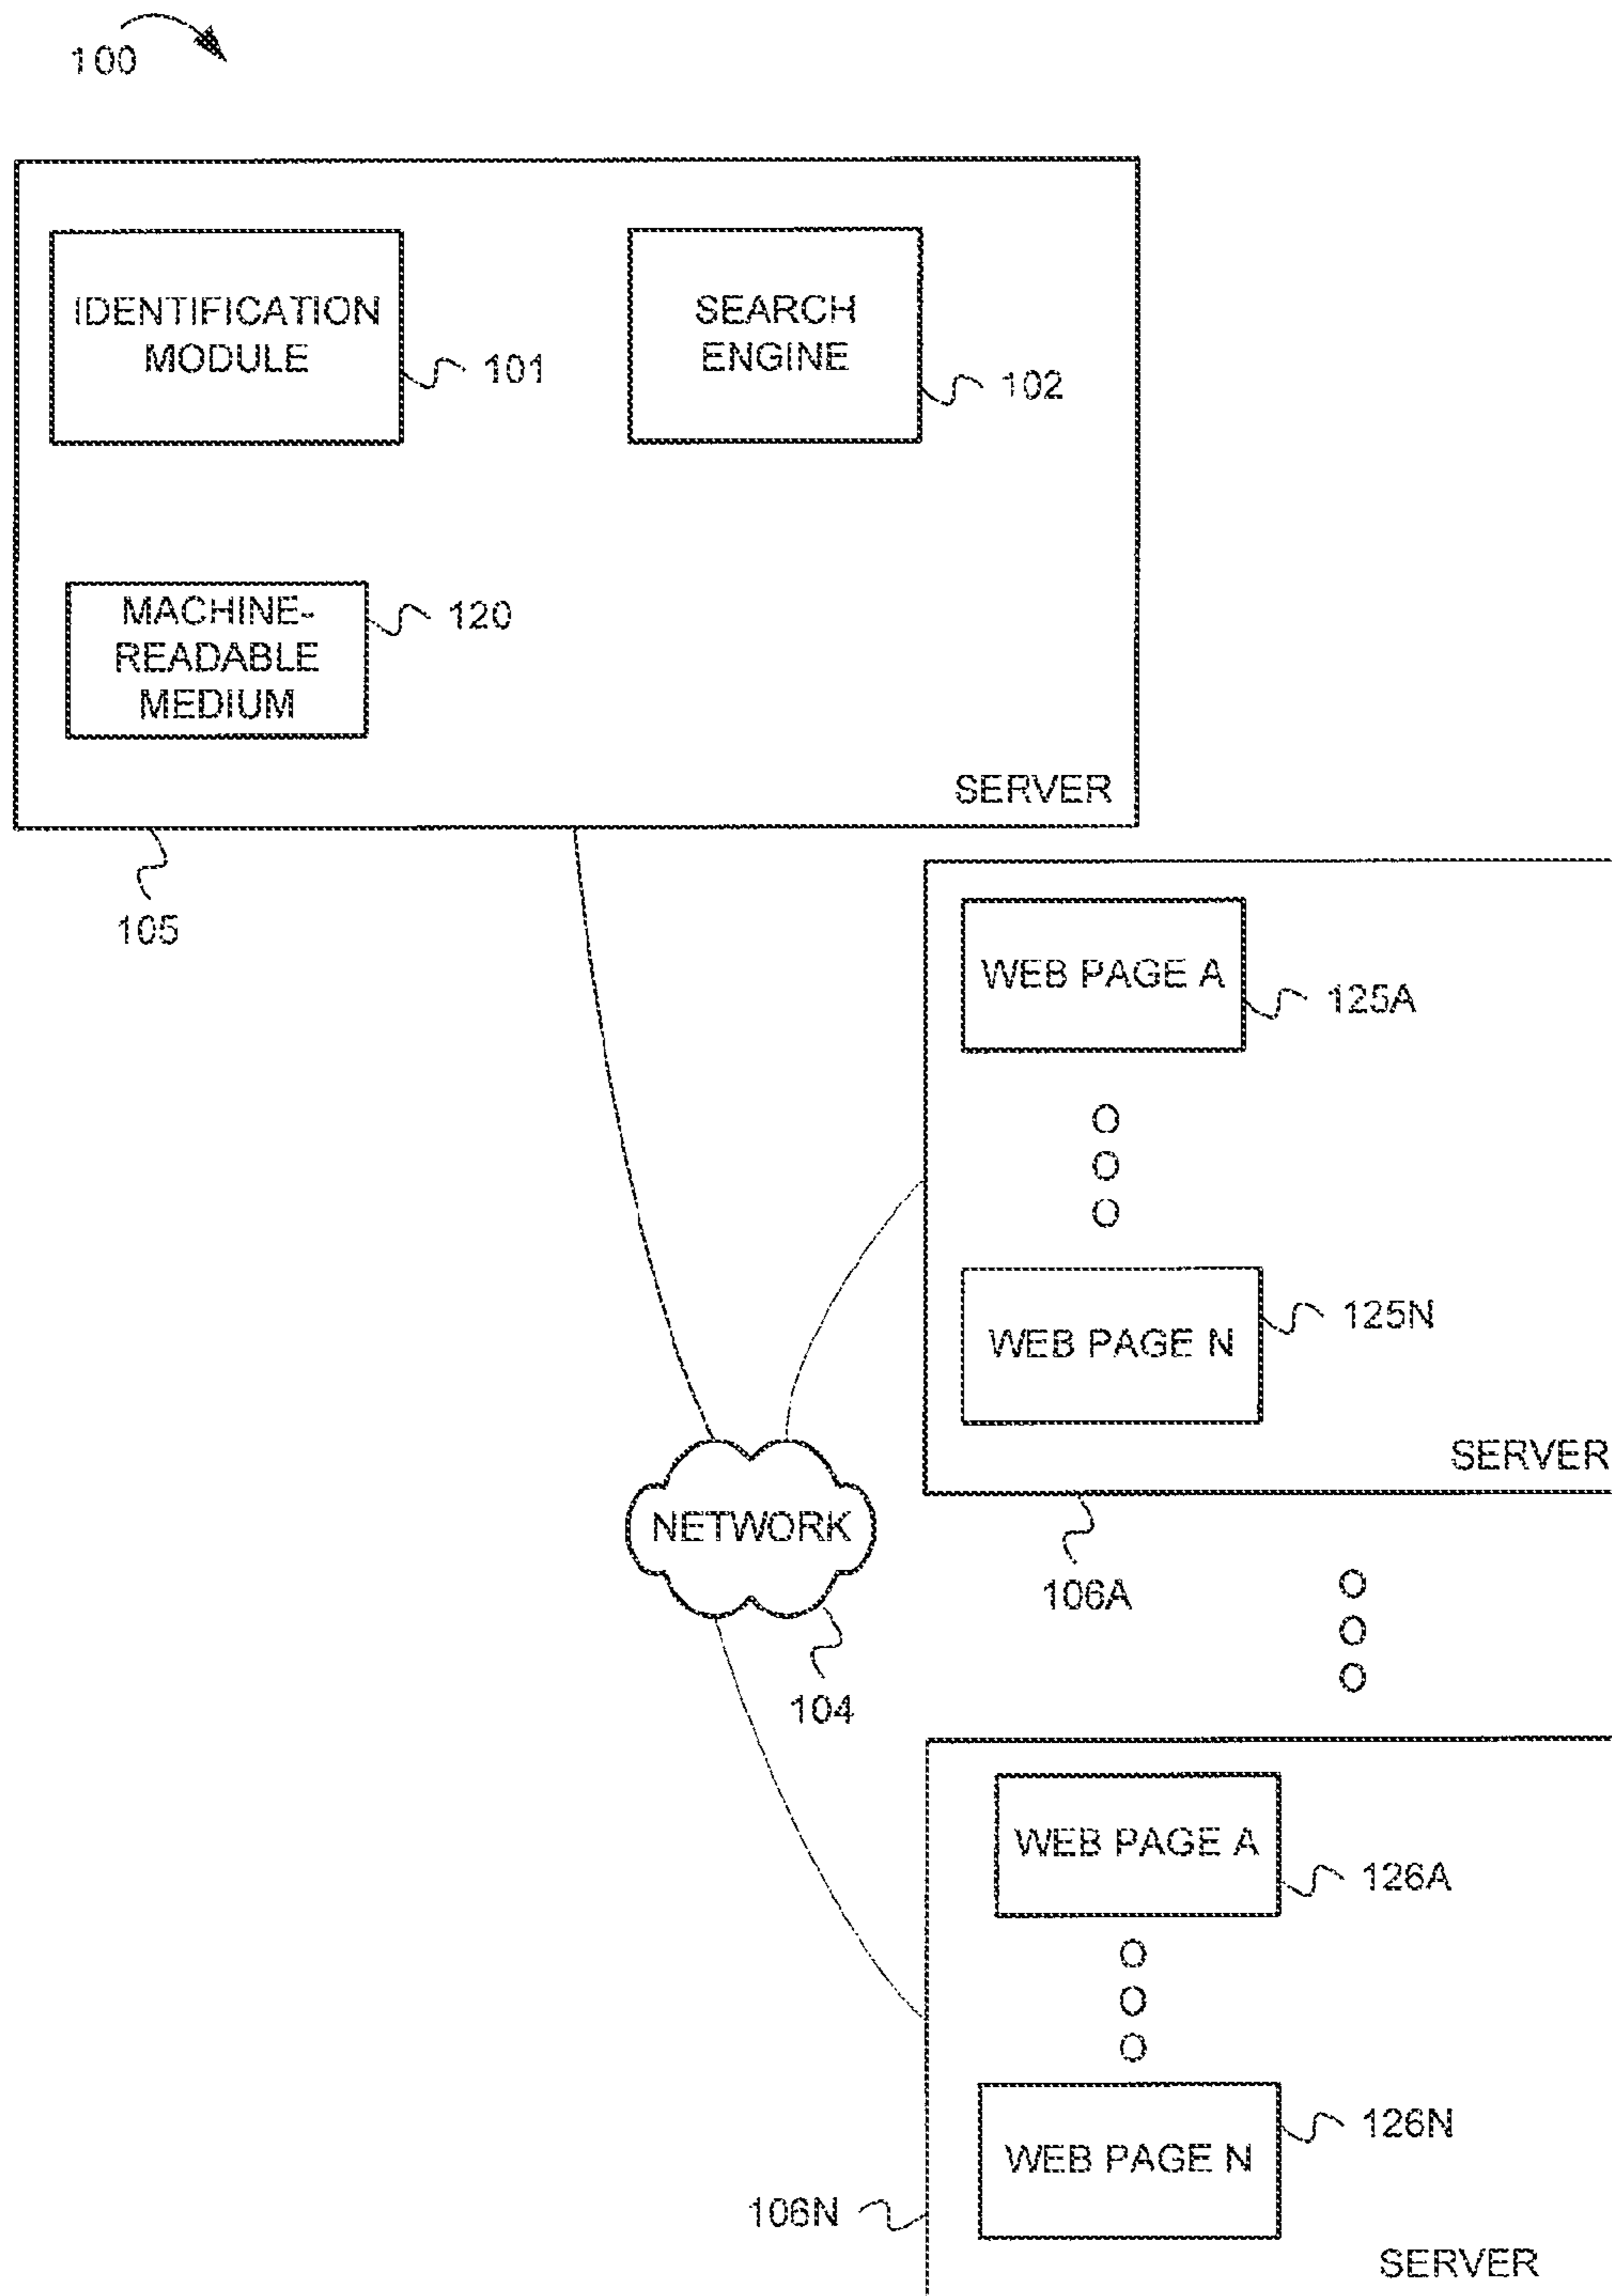 100
IDENTIFICATION
MODULE
101
SEARCH
ENGINE
102
MACHINE-
READABLE
MEDIUM
120
SERVER
105
WEB PAGE A
125A
WEB PAGE N
125N
SERVER
106A
NETWORK
104
WEB PAGE A
126A
WEB PAGE N
126N
106N
SERVER